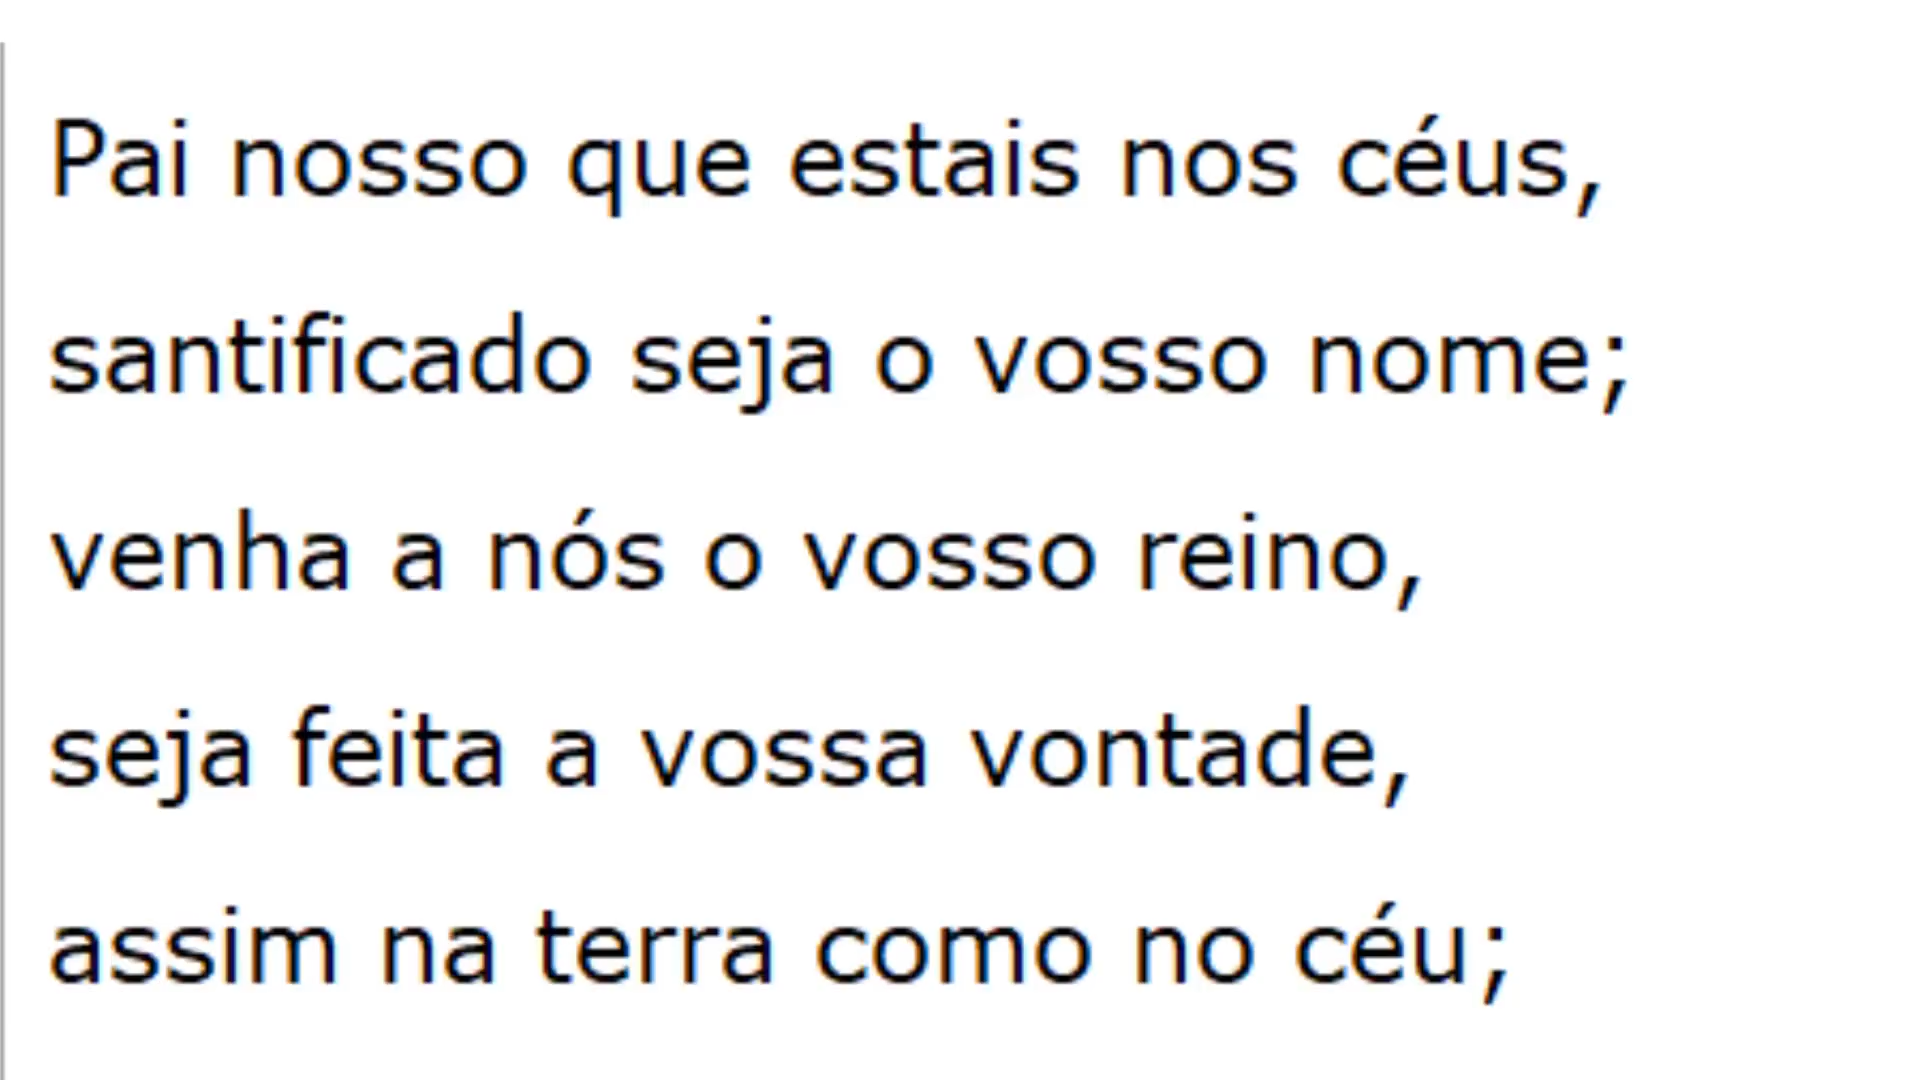 Pai nosso que estais nos céus,
santificado seja o vosso nome;
venha a nós o vosso reino,
seja feita a vossa vontade,
assim na terra como no céu;